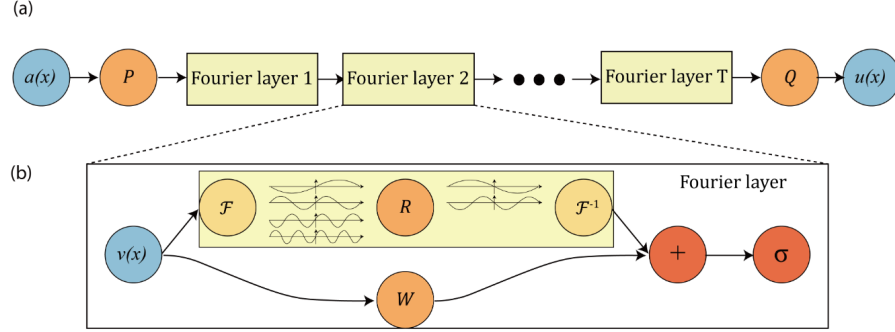 (a)
a(x)
P
Fourier layer 1
Fourier layer 2
Fourier layer T
Q
u(x)
(b)
Fourier layer
v(x)
ℱ
R
ℱ⁻¹
W
+
σ